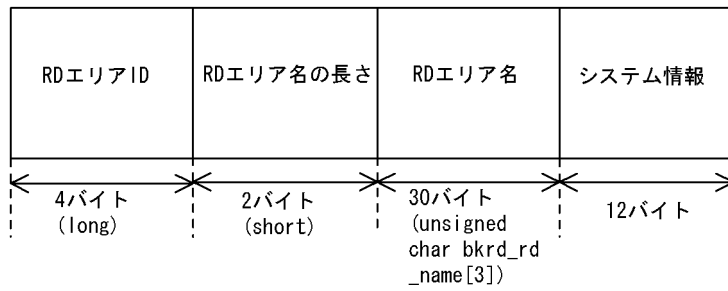 RDエリアID
RDエリア名の長さ
RDエリア名
システム情報
4バイト
(long)
2バイト
(short)
30バイト
(unsigned
char bkrd_rd
_name[3])
12バイト